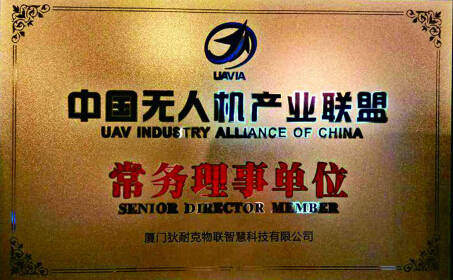 UAVIA
中国无人机产业联盟
UAV INDUSTRY ALLIANCE OF CHINA
常务理事单位
SENIOR DIRECTOR MEMBER
厦门狄耐克物联智慧科技有限公司